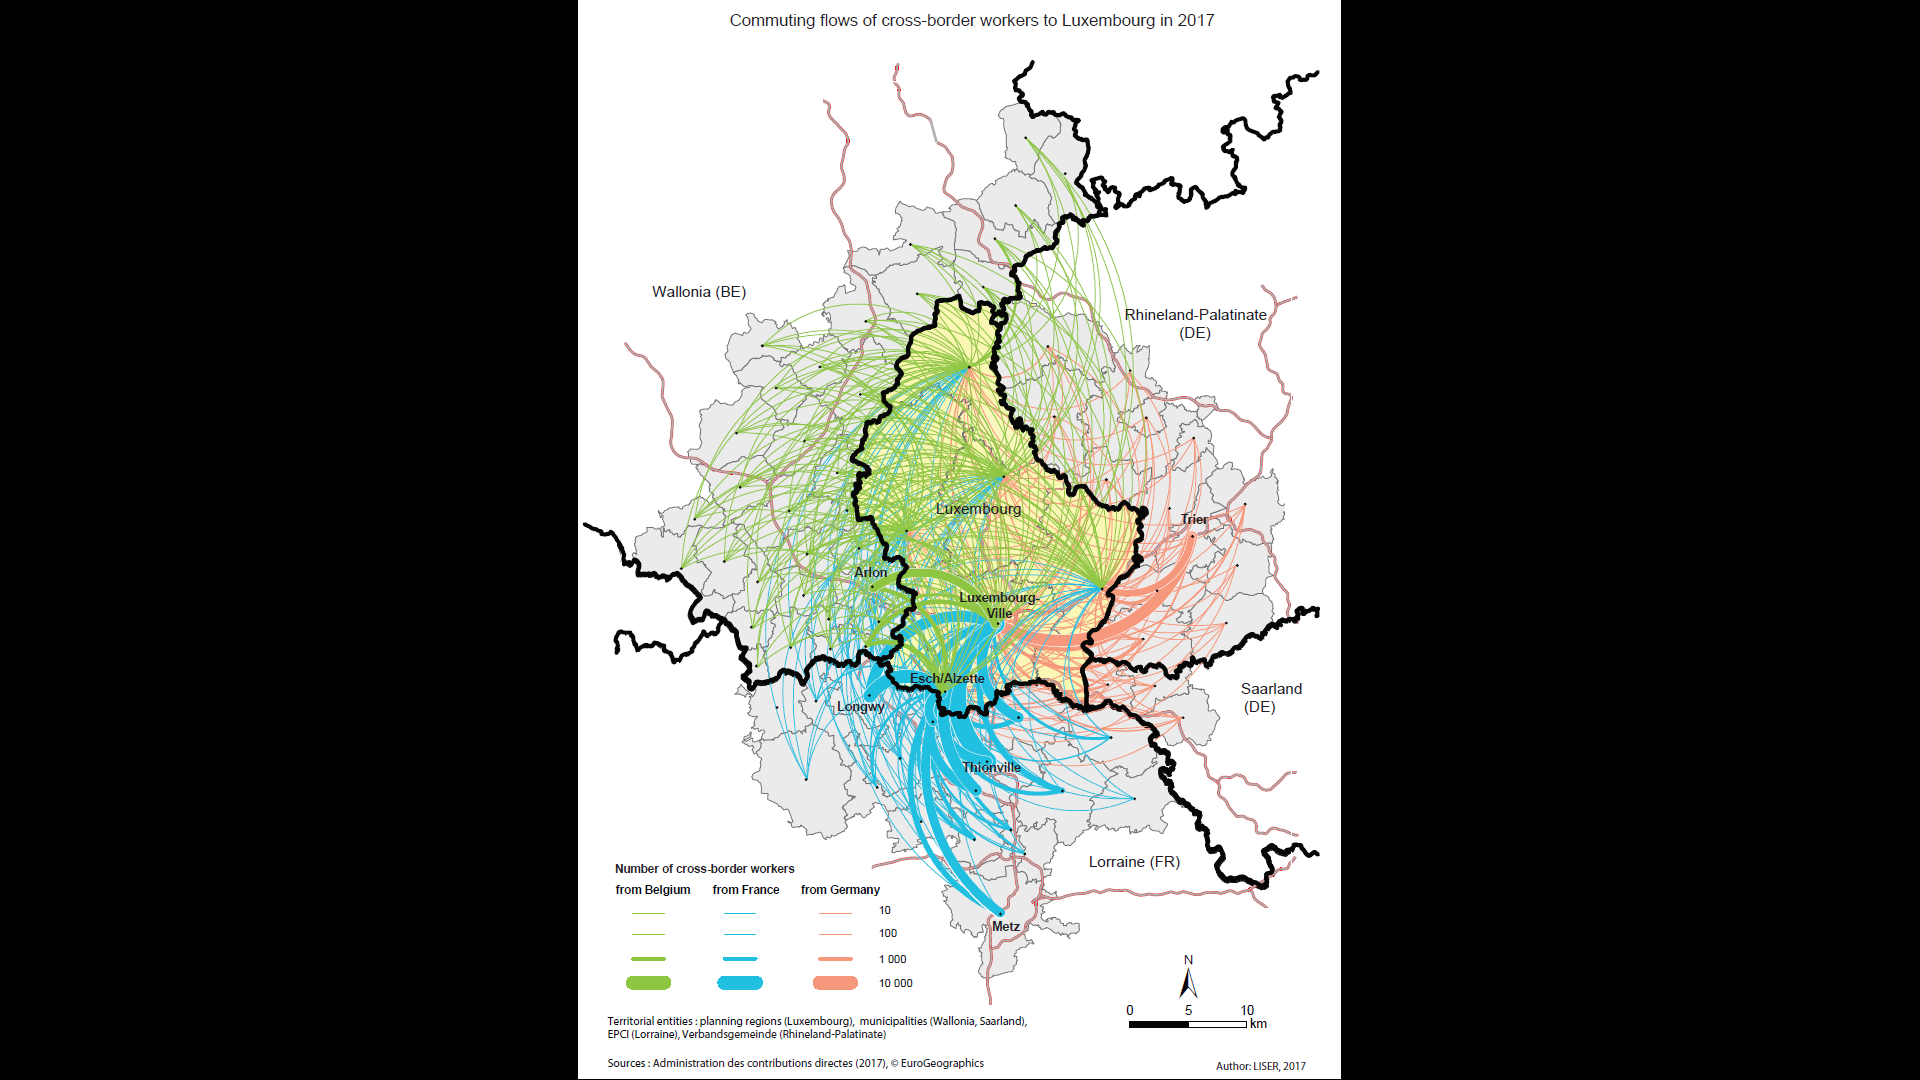 Commuting flows of cross-border workers to Luxembourg in 2017
Wallonia (BE)
Rhineland-Palatinate
(DE)
Luxembourg
Trier
Arlon
Luxembourg-
Ville
Esch/Alzette
Longwy
Saarland
(DE)
Thionville
Lorraine (FR)
Metz
Number of cross-border workers
from Belgium from France from Germany
10
100
1 000
10 000
N
0 5 10
km
Territorial entities : planning regions (Luxembourg), municipalities (Wallonia, Saarland),
EPCI (Lorraine), Verbandsgemeinde (Rhineland-Palatinate)
Sources : Administration des contributions directes (2017), © EuroGeographics
Author: LISER, 2017